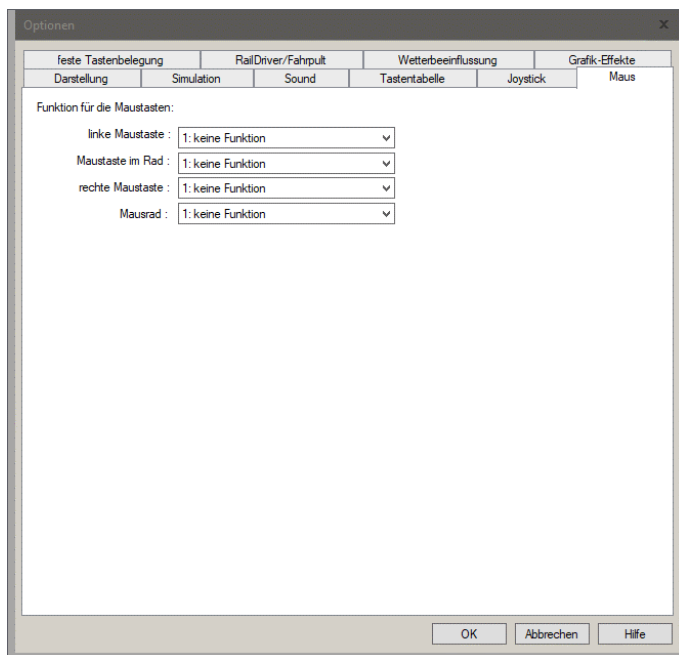 Optionen x
feste Tastenbelegung RailDriver/Fahrpult Wetterbeeinflussung Grafik-Effekte
Darstellung Simulation Sound Tastentabelle Joystick Maus
Funktion für die Maustasten:
linke Maustaste : 1: keine Funktion
Maustaste im Rad : 1: keine Funktion
rechte Maustaste : 1: keine Funktion
Mausrad : 1: keine Funktion
OK Abbrechen Hilfe